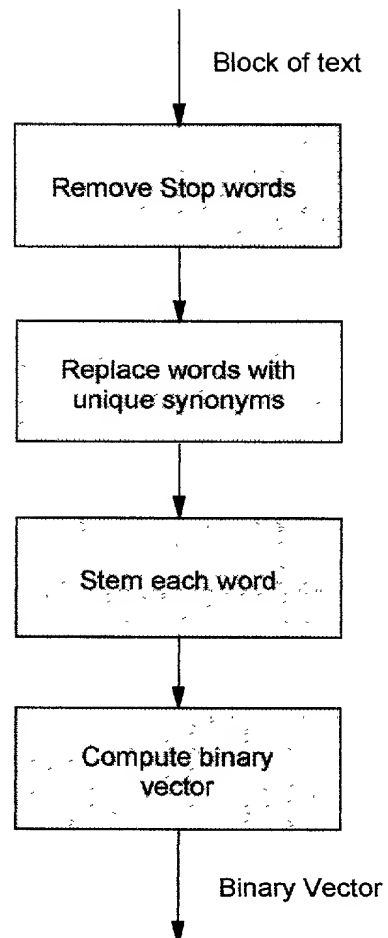 Block of text
Remove Stop words
Replace words with
unique synonyms
Stem each word
Compute binary
vector
Binary Vector